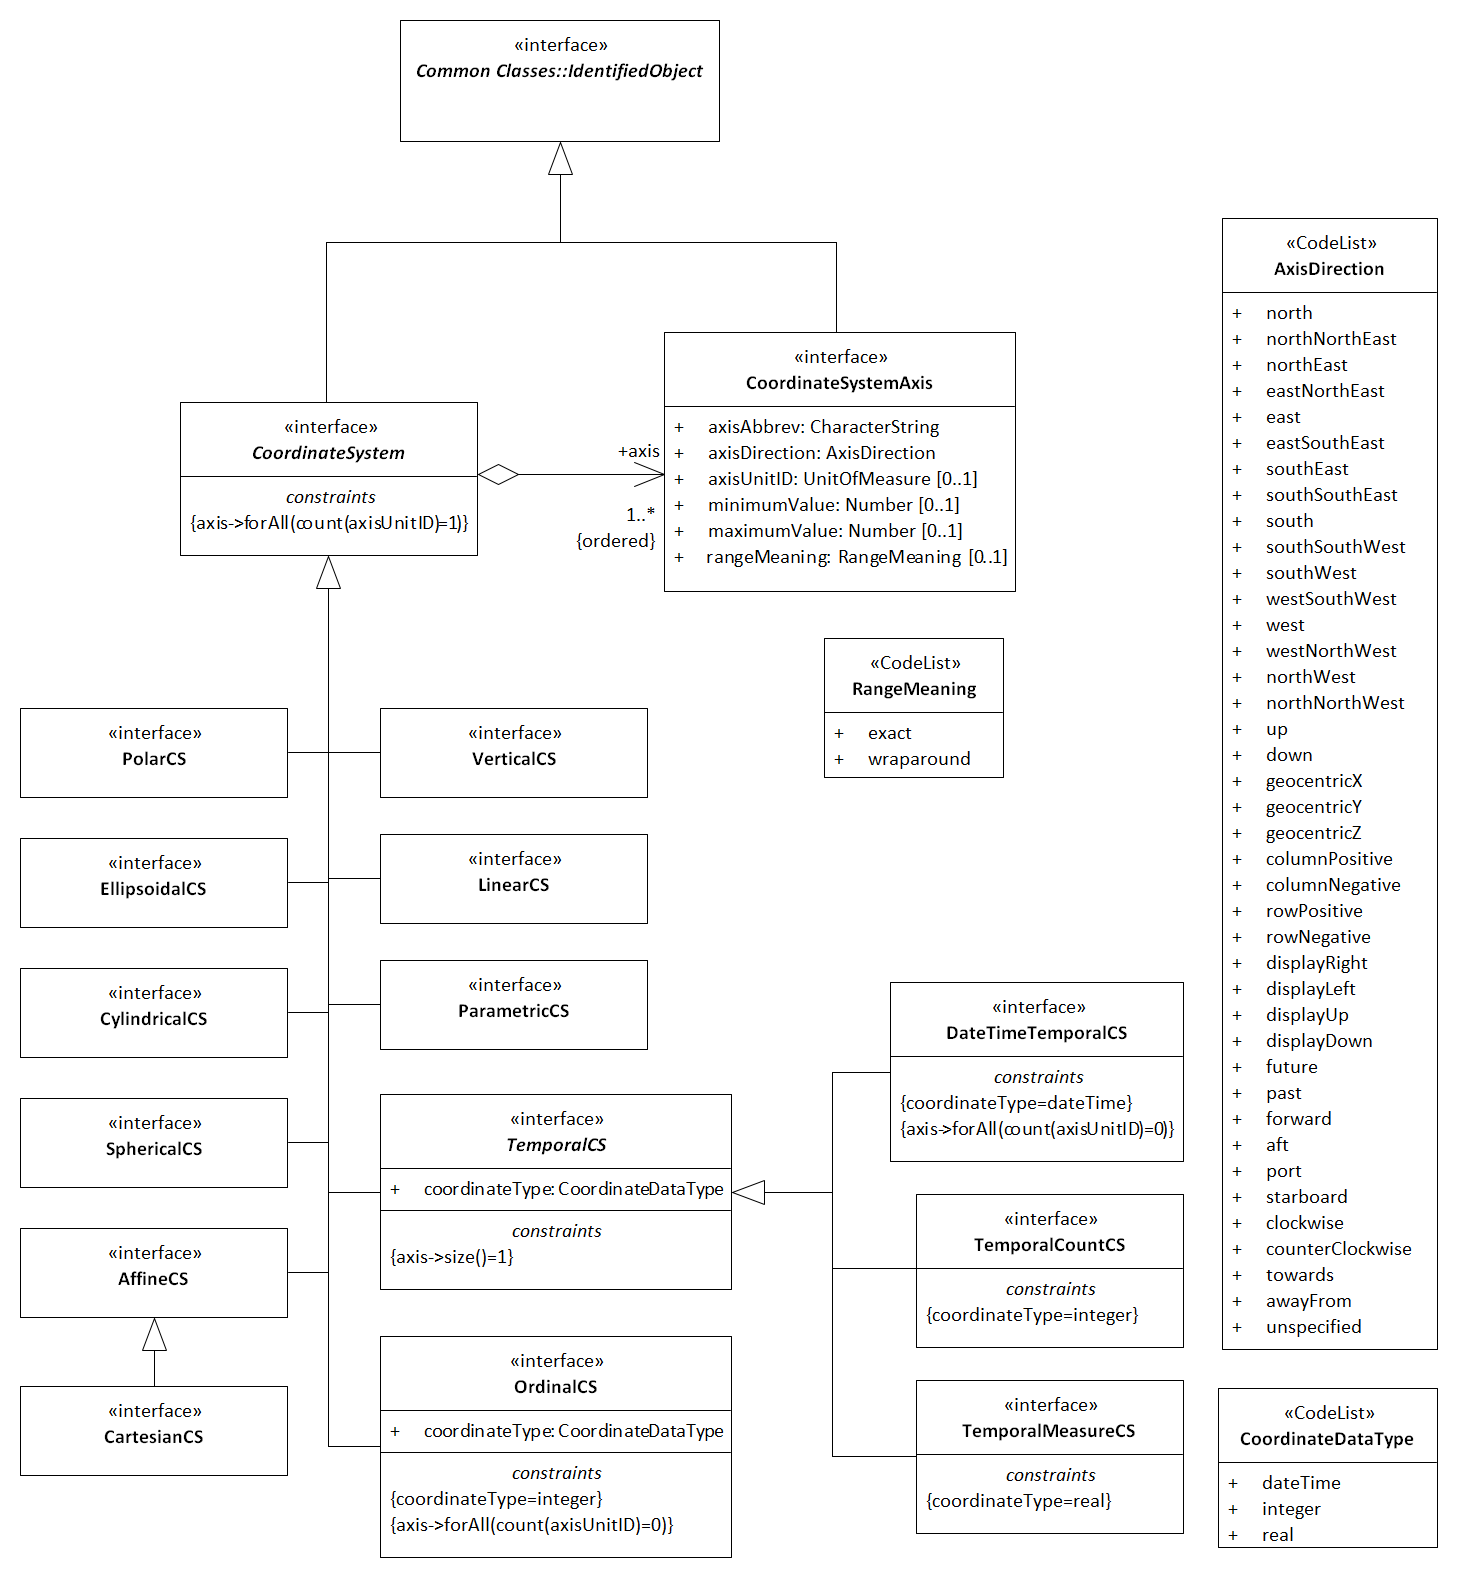 «interface»
Common Classes::IdentifiedObject
«interface»
CoordinateSystem
constraints
{axis->forAll(count(axisUnitID)=1)}
+axis
1..*
{ordered}
«interface»
CoordinateSystemAxis
+ axisAbbrev: CharacterString
+ axisDirection: AxisDirection
+ axisUnitID: UnitOfMeasure [0..1]
+ minimumValue: Number [0..1]
+ maximumValue: Number [0..1]
+ rangeMeaning: RangeMeaning [0..1]
«CodeList»
RangeMeaning
+ exact
+ wraparound
«interface»
PolarCS
«interface»
VerticalCS
«interface»
EllipsoidalCS
«interface»
LinearCS
«interface»
CylindricalCS
«interface»
ParametricCS
«interface»
SphericalCS
«interface»
TemporalCS
+ coordinateType: CoordinateDataType
constraints
{axis->size()=1}
«interface»
AffineCS
«interface»
CartesianCS
«interface»
OrdinalCS
+ coordinateType: CoordinateDataType
constraints
{coordinateType=integer}
{axis->forAll(count(axisUnitID)=0)}
«interface»
DateTimeTemporalCS
constraints
{coordinateType=dateTime}
{axis->forAll(count(axisUnitID)=0)}
«interface»
TemporalCountCS
constraints
{coordinateType=integer}
«interface»
TemporalMeasureCS
constraints
{coordinateType=real}
«CodeList»
AxisDirection
+ north
+ northNorthEast
+ northEast
+ eastNorthEast
+ east
+ eastSouthEast
+ southEast
+ southSouthEast
+ south
+ southSouthWest
+ southWest
+ westSouthWest
+ west
+ westNorthWest
+ northWest
+ northNorthWest
+ up
+ down
+ geocentricX
+ geocentricY
+ geocentricZ
+ columnPositive
+ columnNegative
+ rowPositive
+ rowNegative
+ displayRight
+ displayLeft
+ displayUp
+ displayDown
+ future
+ past
+ forward
+ aft
+ port
+ starboard
+ clockwise
+ counterClockwise
+ towards
+ awayFrom
+ unspecified
«CodeList»
CoordinateDataType
+ dateTime
+ integer
+ real